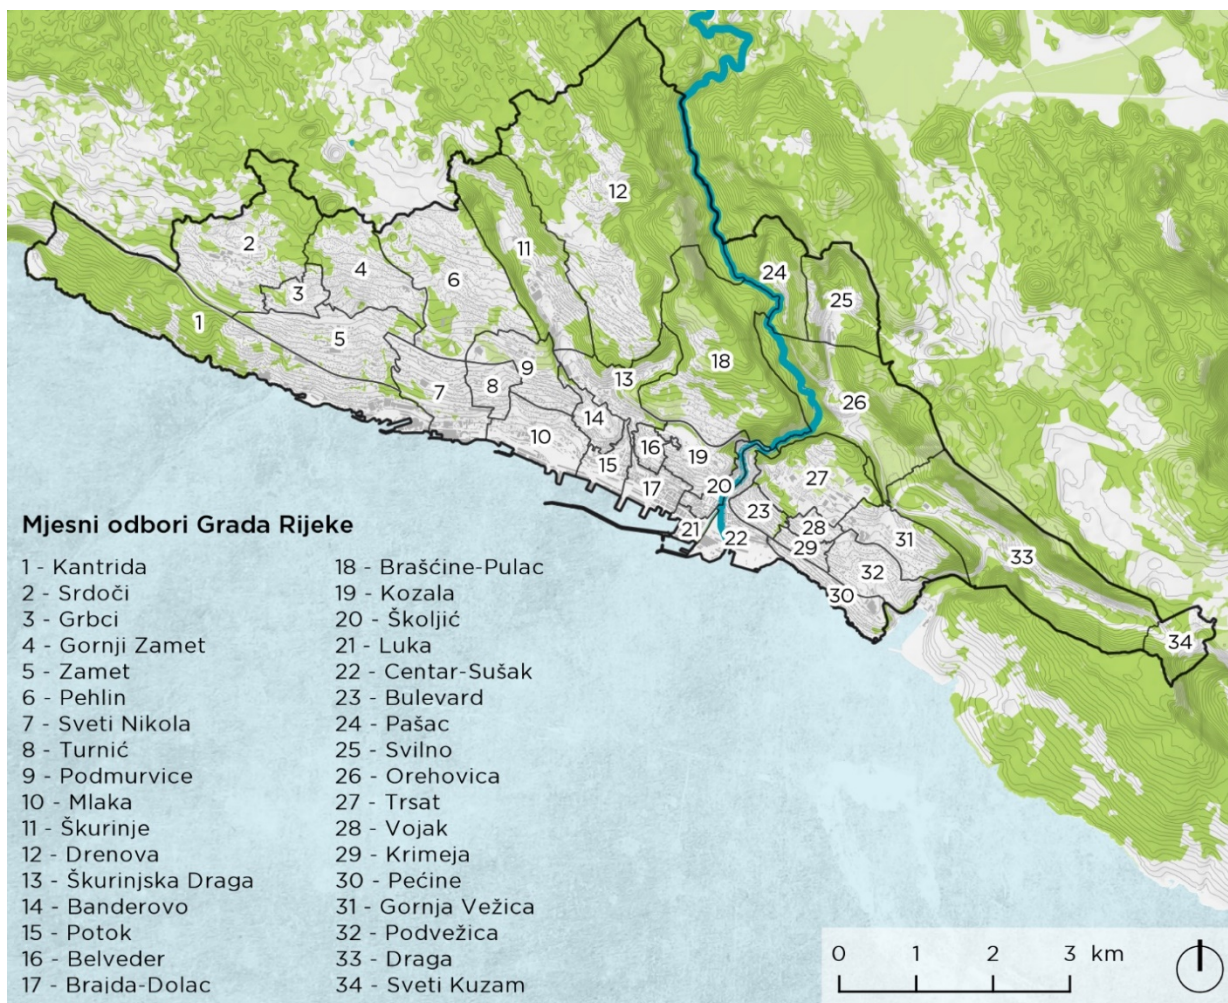 12
2
11
24
4
6
25
3
1
5
18
9
13
7
8
26
14
10
16
19
15
27
20
17
23
21
22
28
31
29
33
32
30
34
Mjesni odbori Grada Rijeke
1 - Kantrida
2 - Srdoči
3 - Grbci
4 - Gornji Zamet
5 - Zamet
6 - Pehlin
7 - Sveti Nikola
8 - Turnić
9 - Podmurvice
10 - Mlaka
11 - Škurinje
12 - Drenova
13 - Škurinjska Draga
14 - Banderovo
15 - Potok
16 - Belveder
17 - Brajda-Dolac
18 - Brašćine-Pulac
19 - Kozala
20 - Školjić
21 - Luka
22 - Centar-Sušak
23 - Bulevard
24 - Pašac
25 - Svilno
26 - Orehovica
27 - Trsat
28 - Vojak
29 - Krimeja
30 - Pećine
31 - Gornja Vežica
32 - Podvežica
33 - Draga
34 - Sveti Kuzam
0 1 2 3 km